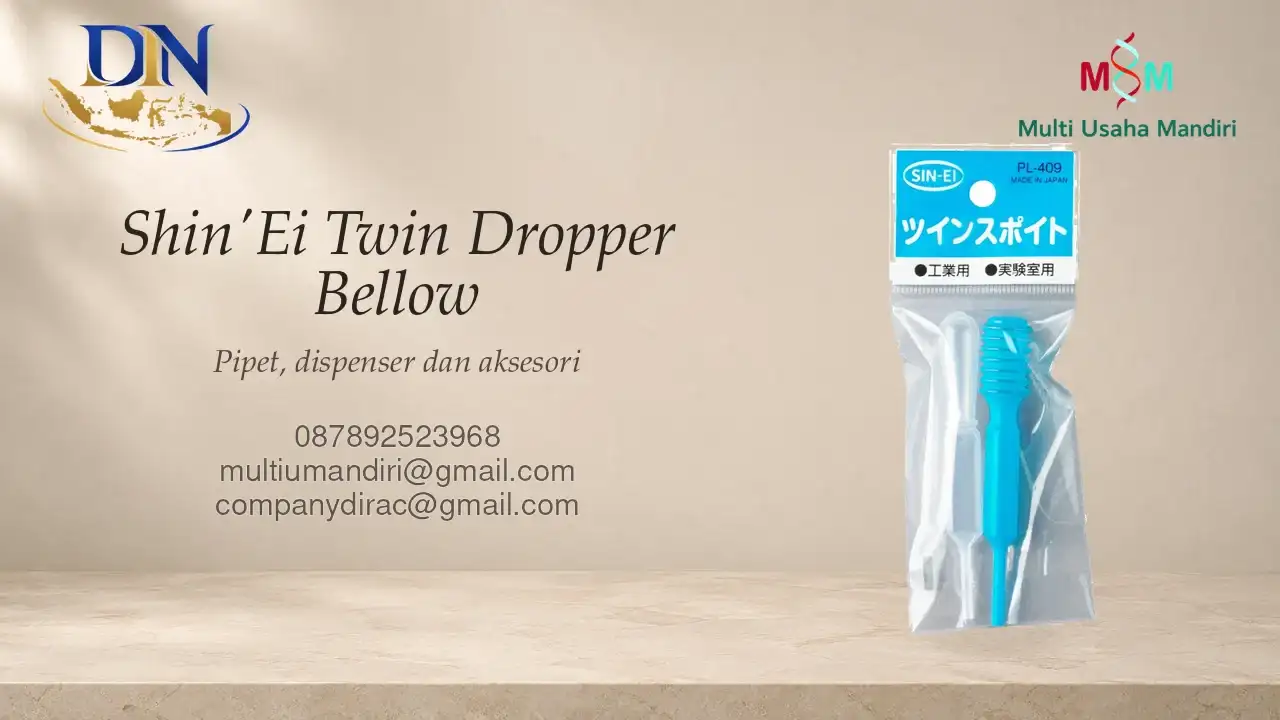 DN
MSM
Multi Usaha Mandiri
SIN-EI
PL-409
MADE IN JAPAN
ツインスポイト
●工業用 ●実験室用
Shin'Ei Twin Dropper
Bellow
Pipet, dispenser dan aksesori
087892523968
multiumandiri@gmail.com
companydirac@gmail.com